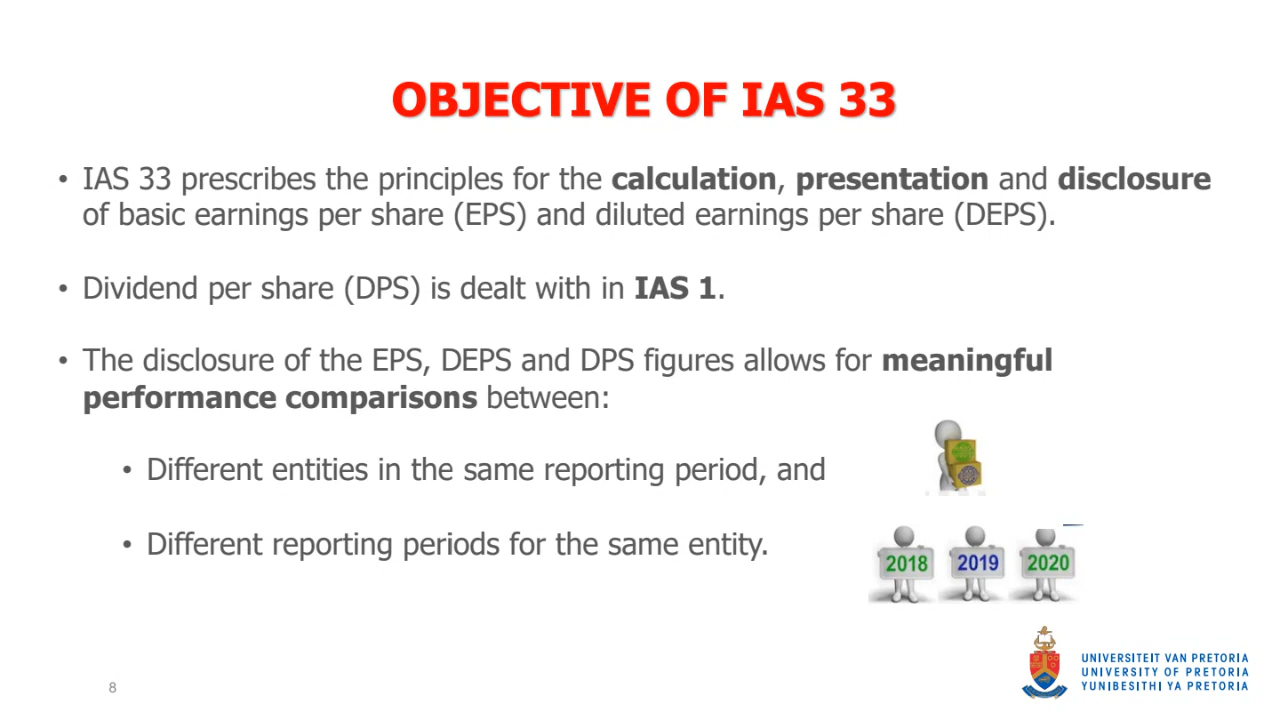 OBJECTIVE OF IAS 33
• IAS 33 prescribes the principles for the calculation, presentation and disclosure
of basic earnings per share (EPS) and diluted earnings per share (DEPS).
• Dividend per share (DPS) is dealt with in IAS 1.
• The disclosure of the EPS, DEPS and DPS figures allows for meaningful
performance comparisons between:
• Different entities in the same reporting period, and
• Different reporting periods for the same entity.
2018 2019 2020
UNIVERSITEIT VAN PRETORIA
UNIVERSITY OF PRETORIA
YUNIBESITHI YA PRETORIA
8